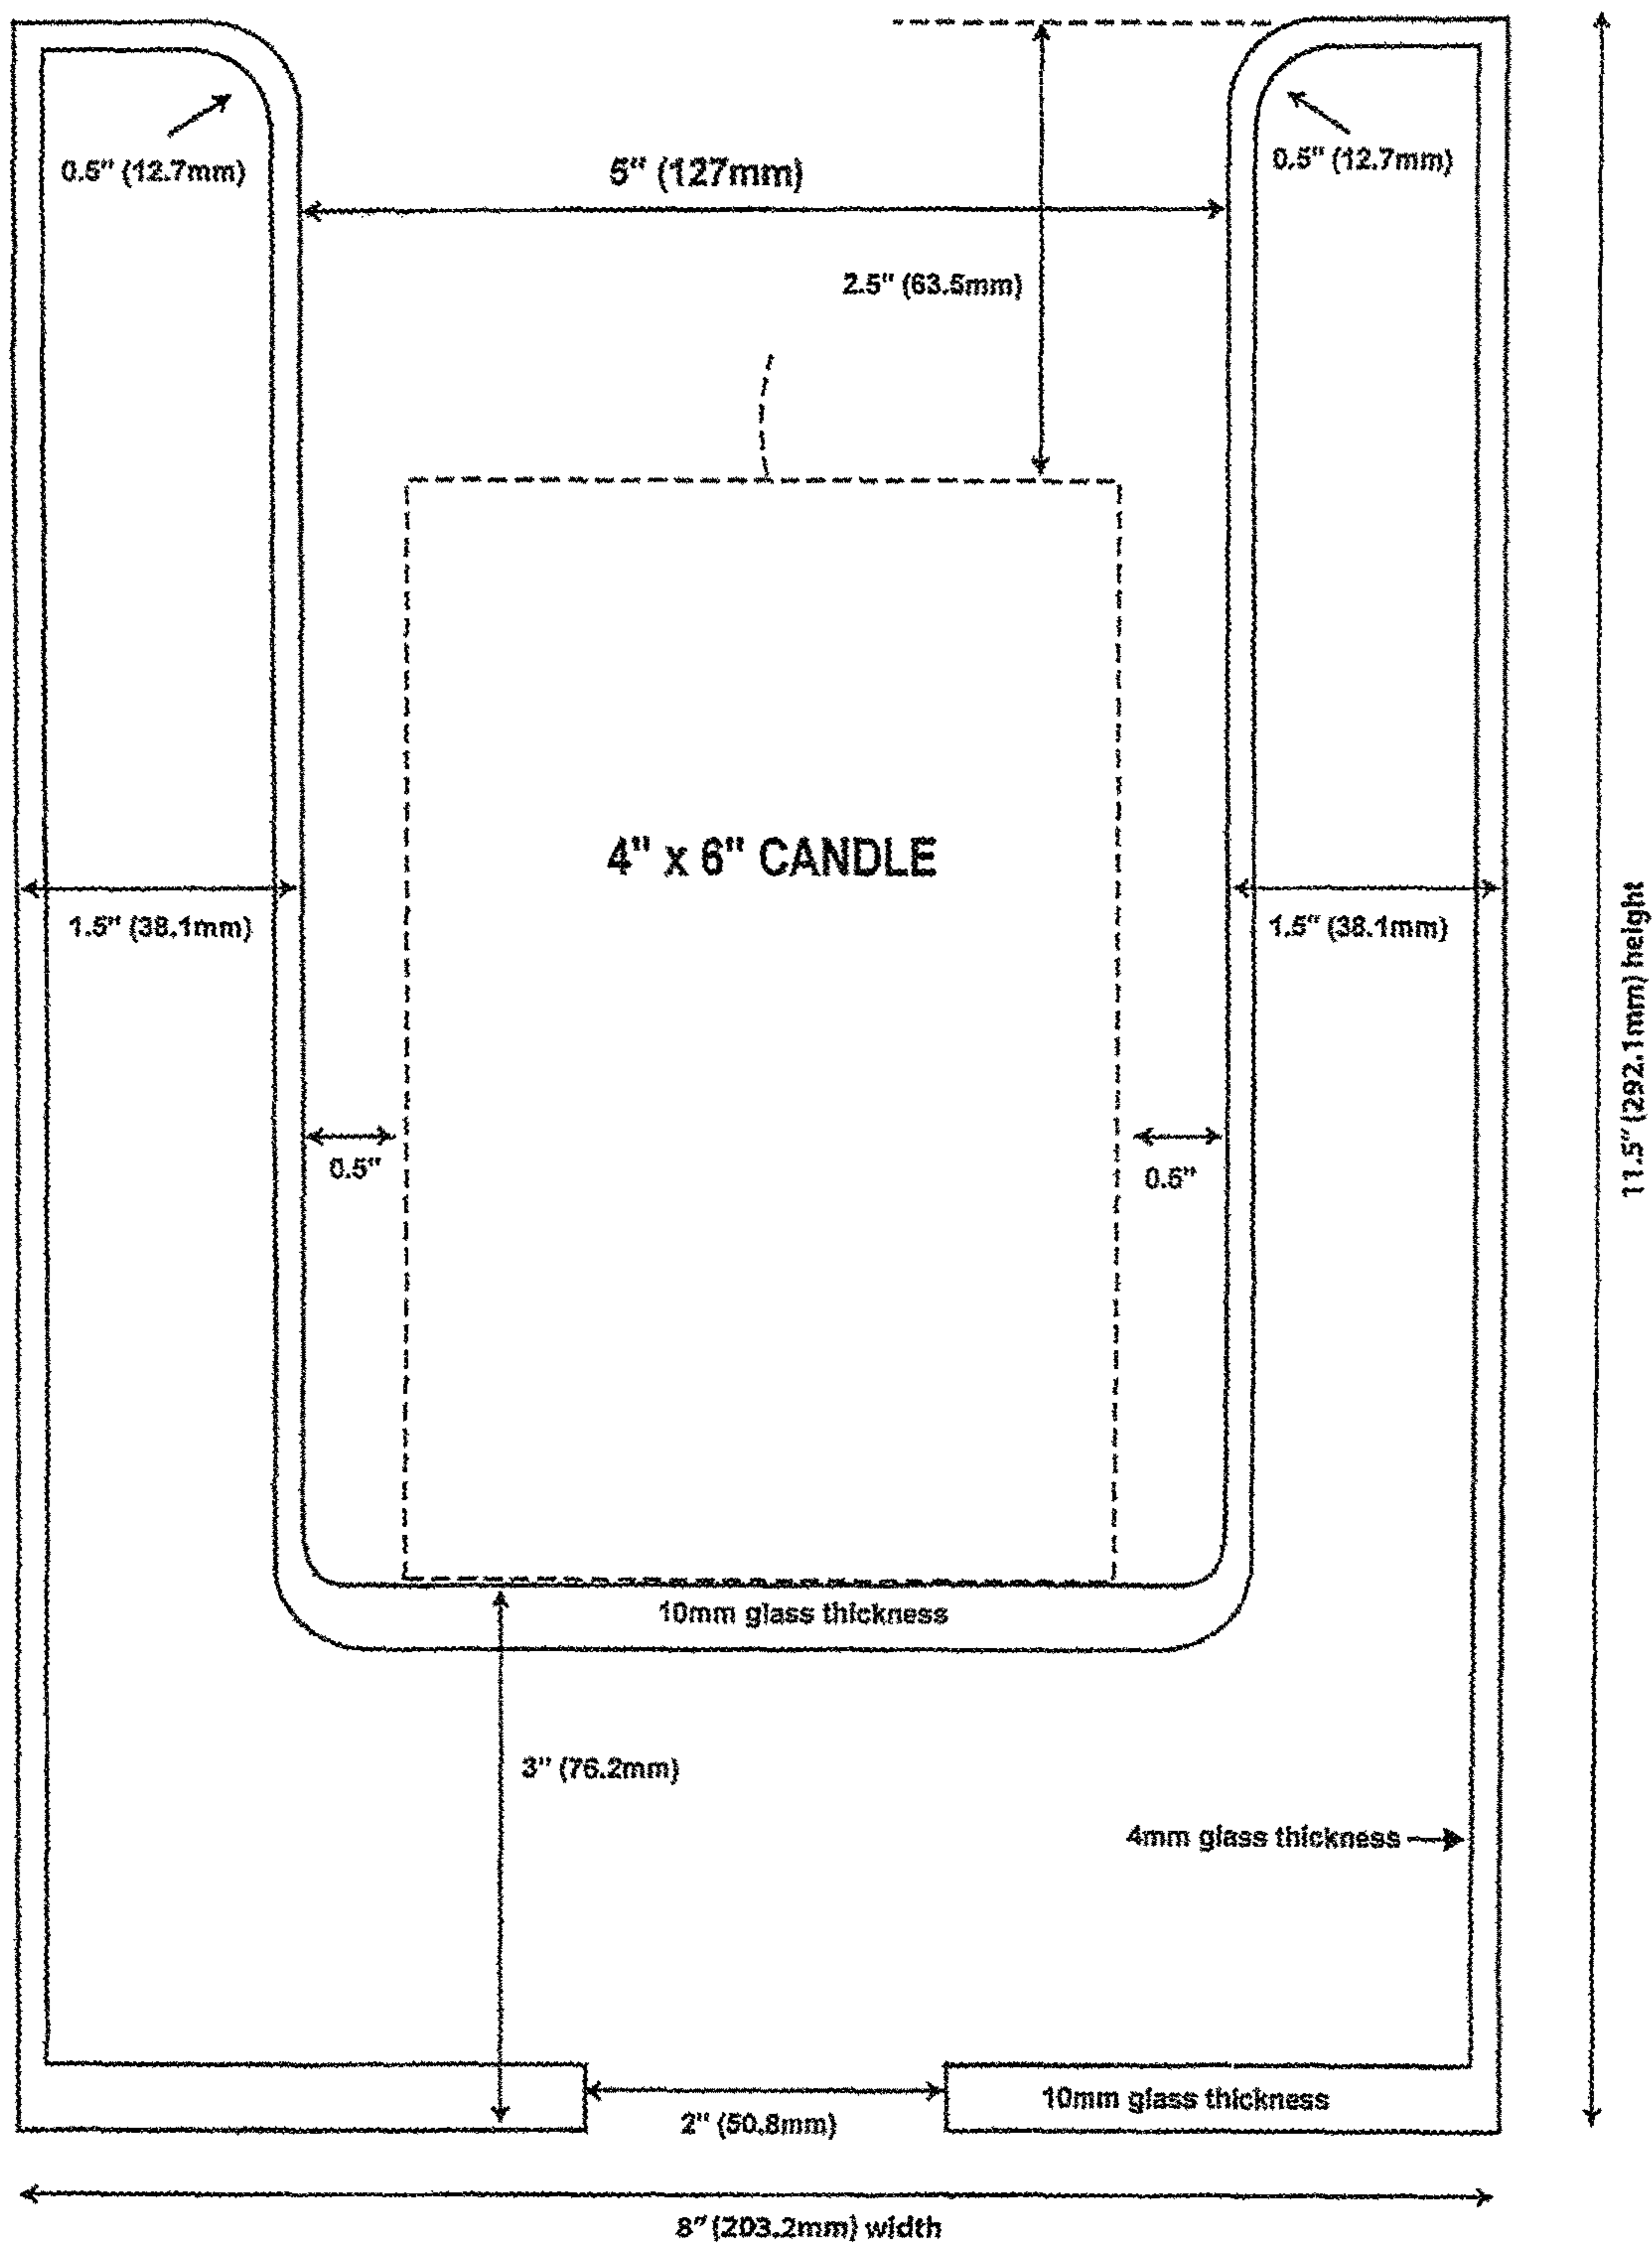 0.5" (12.7mm)
5" (127mm)
0.5" (12.7mm)
2.5" (63.5mm)
4" x 6" CANDLE
1.5" (38.1mm)
1.5" (38.1mm)
11.5" (292.1mm) height
0.5"
0.5"
10mm glass thickness
3" (76.2mm)
4mm glass thickness
10mm glass thickness
2" (50.8mm)
8" (203.2mm) width